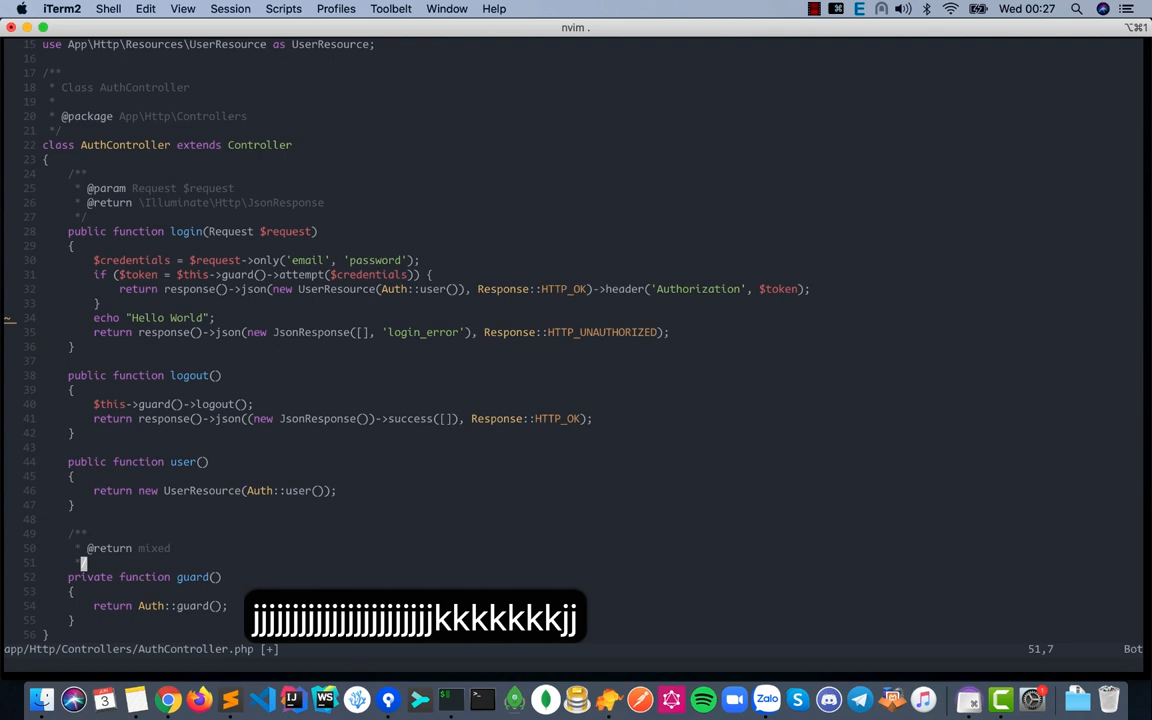 iTerm2 Shell Edit View Session Scripts Profiles Toolbelt Window Help Wed 00:27
nvim . ⌥⌘1
15 use App\Http\Resources\UserResource as UserResource;
16
17 /**
18 * Class AuthController
19 *
20 * @package App\Http\Controllers
21 */
22 class AuthController extends Controller
23 {
24 /**
25 * @param Request $request
26 * @return \Illuminate\Http\JsonResponse
27 */
28 public function login(Request $request)
29 {
30 $credentials = $request->only('email', 'password');
31 if ($token = $this->guard()->attempt($credentials)) {
32 return response()->json(new UserResource(Auth::user()), Response::HTTP_OK)->header('Authorization', $token);
33 }
~ 34 echo "Hello World";
35 return response()->json(new JsonResponse([], 'login_error'), Response::HTTP_UNAUTHORIZED);
36 }
37
38 public function logout()
39 {
40 $this->guard()->logout();
41 return response()->json((new JsonResponse())->success([]), Response::HTTP_OK);
42 }
43
44 public function user()
45 {
46 return new UserResource(Auth::user());
47 }
48
49 /**
50 * @return mixed
51 */
52 private function guard()
53 {
54 return Auth::guard();
55 }
56 }
jjjjjjjjjjjjjjjjjjjjjjjkkkkkkkjj
app/Http/Controllers/AuthController.php [+] 51,7 Bot
3
WS
Zalo
1